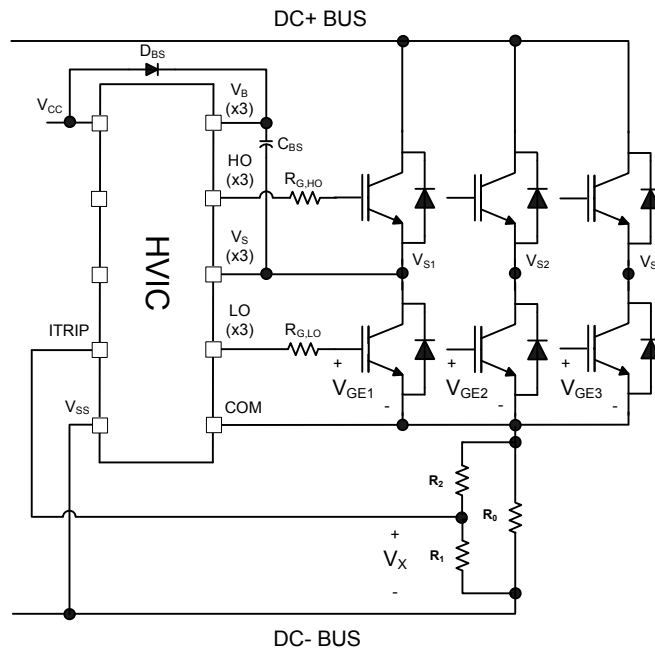 DC+ BUS
DBS
VCC
VB
(x3)
CBS
HO
(x3)
RG,HO
HVIC
VS
(x3)
VS1
VS2
VS
LO
(x3)
RG,LO
ITRIP
+
VGE1
-
+
VGE2
-
+
VGE3
-
VSS
COM
R2
R0
+
VX
-
R1
DC- BUS